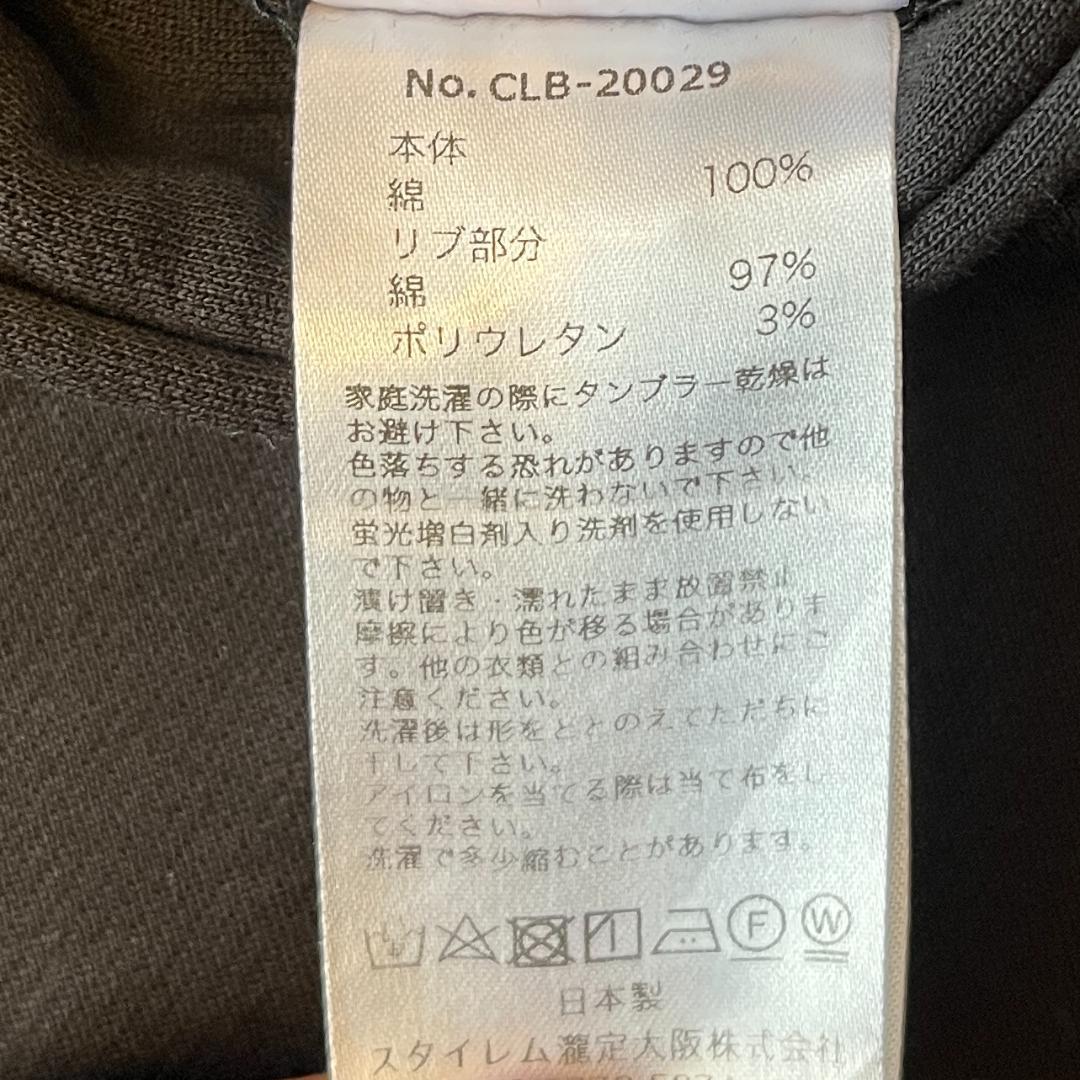 No. CLB-20029
本体
綿 100%
リブ部分
綿 97%
ポリウレタン 3%
家庭洗濯の際にタンブラー乾燥は
お避け下さい。
色落ちする恐れがありますので他
の物と一緒に洗わないで下さい。
蛍光増白剤入り洗剤を使用しない
で下さい。
漬け置き・濡れたまま放置禁止
摩擦により色が移る場合がありま
す。他の衣類との組み合わせにご
注意ください。
洗濯後は形をととのえてただちに
干して下さい。
アイロンを当てる際は当て布をし
てください。
洗濯で多少縮むことがあります。
F W
日本製
スタイレム瀧定大阪株式会社